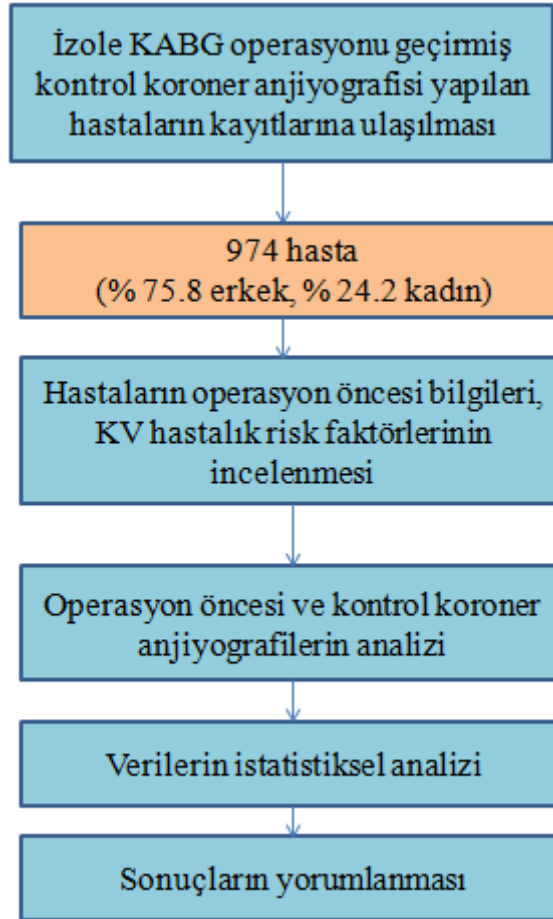 İzole KABG operasyonu geçirmiş
kontrol koroner anjiyografisi yapılan
hastaların kayıtlarına ulaşılması
974 hasta
(% 75.8 erkek, % 24.2 kadın)
Hastaların operasyon öncesi bilgileri,
KV hastalık risk faktörlerinin
incelenmesi
Operasyon öncesi ve kontrol koroner
anjiyografilerin analizi
Verilerin istatistiksel analizi
Sonuçların yorumlanması